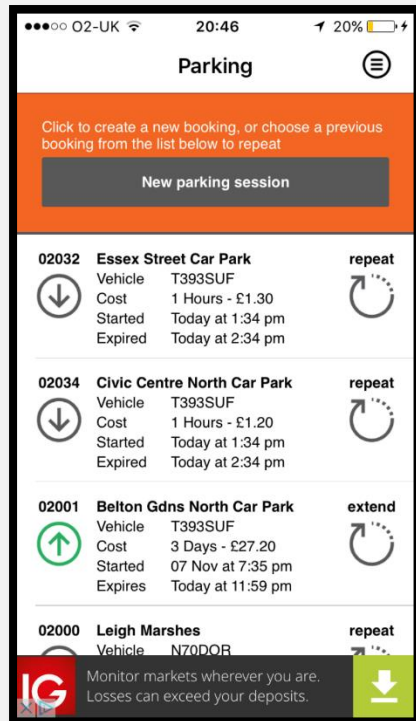 O2-UK 20:46 20%
Parking
Click to create a new booking, or choose a previous
booking from the list below to repeat
New parking session
02032 Essex Street Car Park repeat
Vehicle T393SUF
Cost 1 Hours - £1.30
Started Today at 1:34 pm
Expired Today at 2:34 pm
02034 Civic Centre North Car Park repeat
Vehicle T393SUF
Cost 1 Hours - £1.20
Started Today at 1:34 pm
Expired Today at 2:34 pm
02001 Belton Gdns North Car Park extend
Vehicle T393SUF
Cost 3 Days - £27.20
Started 07 Nov at 7:35 pm
Expires Today at 11:59 pm
02000 Leigh Marshes repeat
Vehicle N70DOR
IG
Monitor markets wherever you are.
Losses can exceed your deposits.